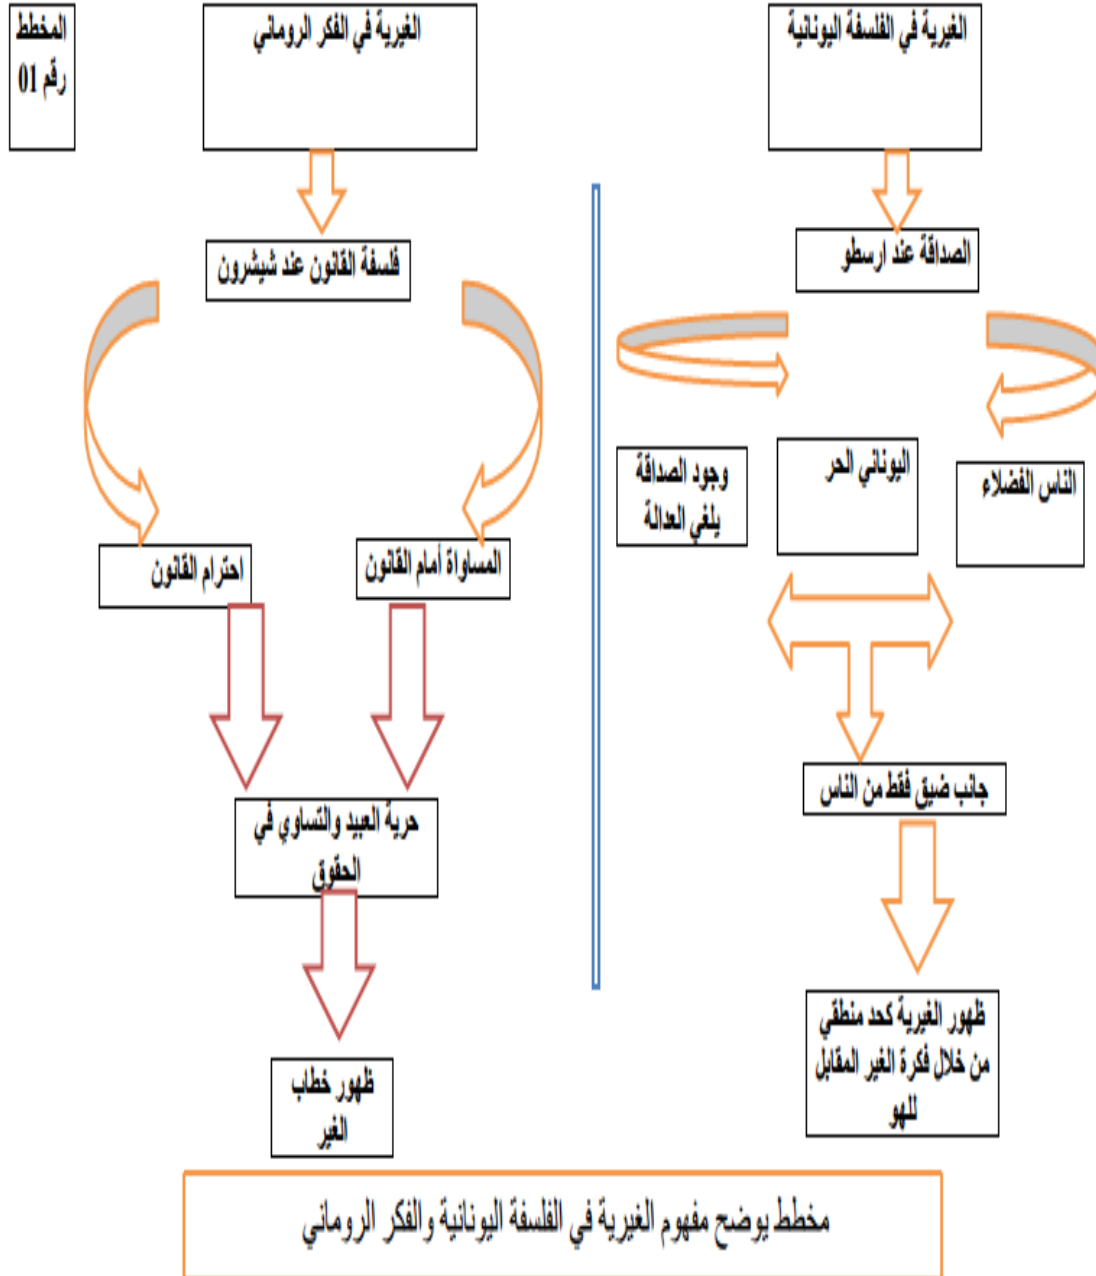 الغيرية في الفلسفة اليونانية
الغيرية في الفكر الروماني
المخطط
رقم 01
الصداقة عند ارسطو
فلسفة القانون عند شيشرون
الناس الفضلاء
اليوناني الحر
وجود الصداقة
يلغي العدالة
المساواة أمام القانون
احترام القانون
جانب ضيق فقط من الناس
حرية العبيد والتساوي في
الحقوق
ظهور الغيرية كحد منطقي
من خلال فكرة الغير المقابل
للهو
ظهور خطاب
الغير
مخطط يوضح مفهوم الغيرية في الفلسفة اليونانية والفكر الروماني